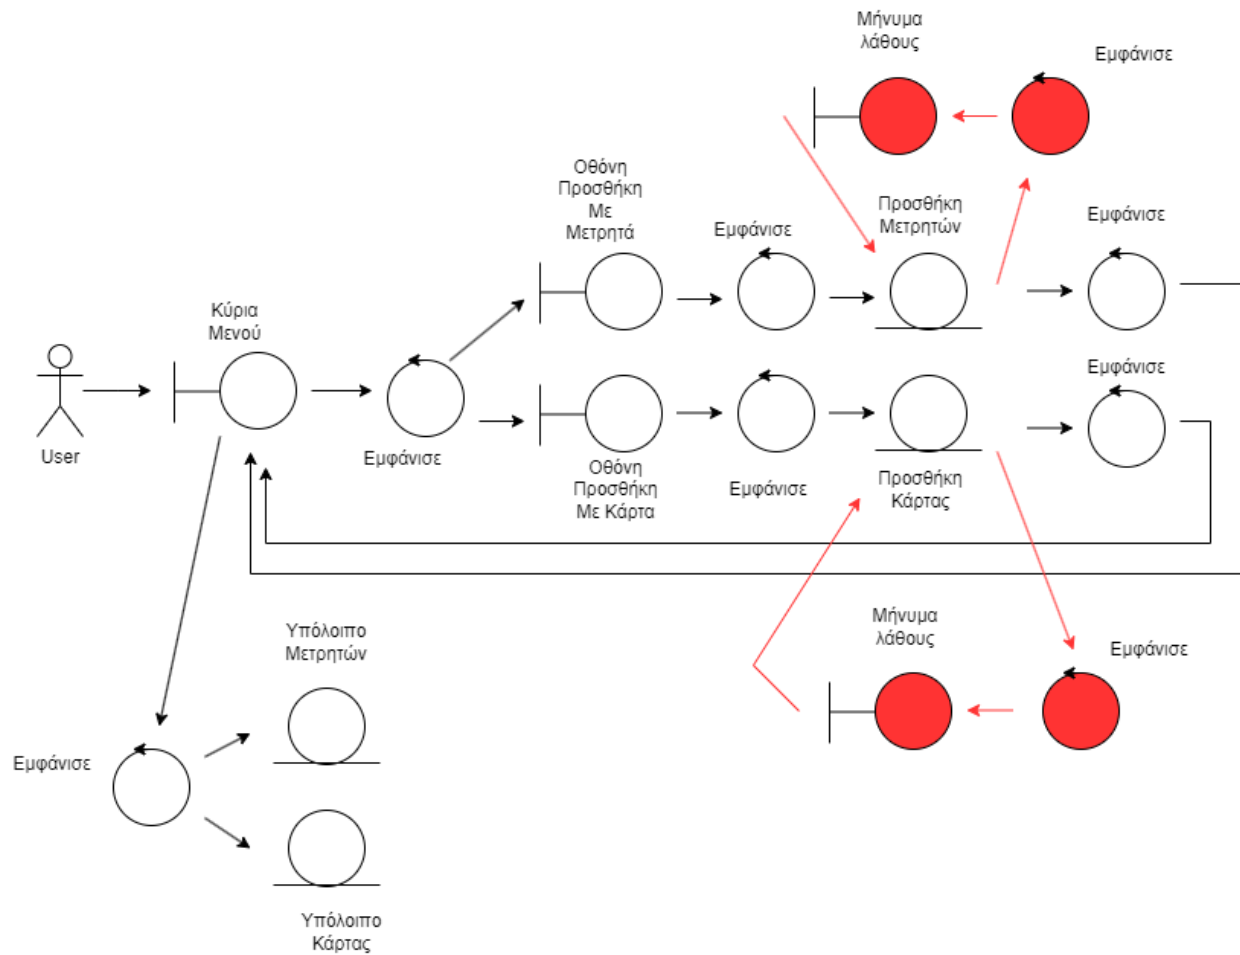 Μήνυμα
λάθους
Εμφάνισε
Οθόνη
Προσθήκη
Με
Μετρητά
Εμφάνισε
Προσθήκη
Μετρητών
Εμφάνισε
Κύρια
Μενού
User
Εμφάνισε
Οθόνη
Προσθήκη
Με Κάρτα
Εμφάνισε
Προσθήκη
Κάρτας
Εμφάνισε
Μήνυμα
λάθους
Εμφάνισε
Υπόλοιπο
Μετρητών
Εμφάνισε
Υπόλοιπο
Κάρτας